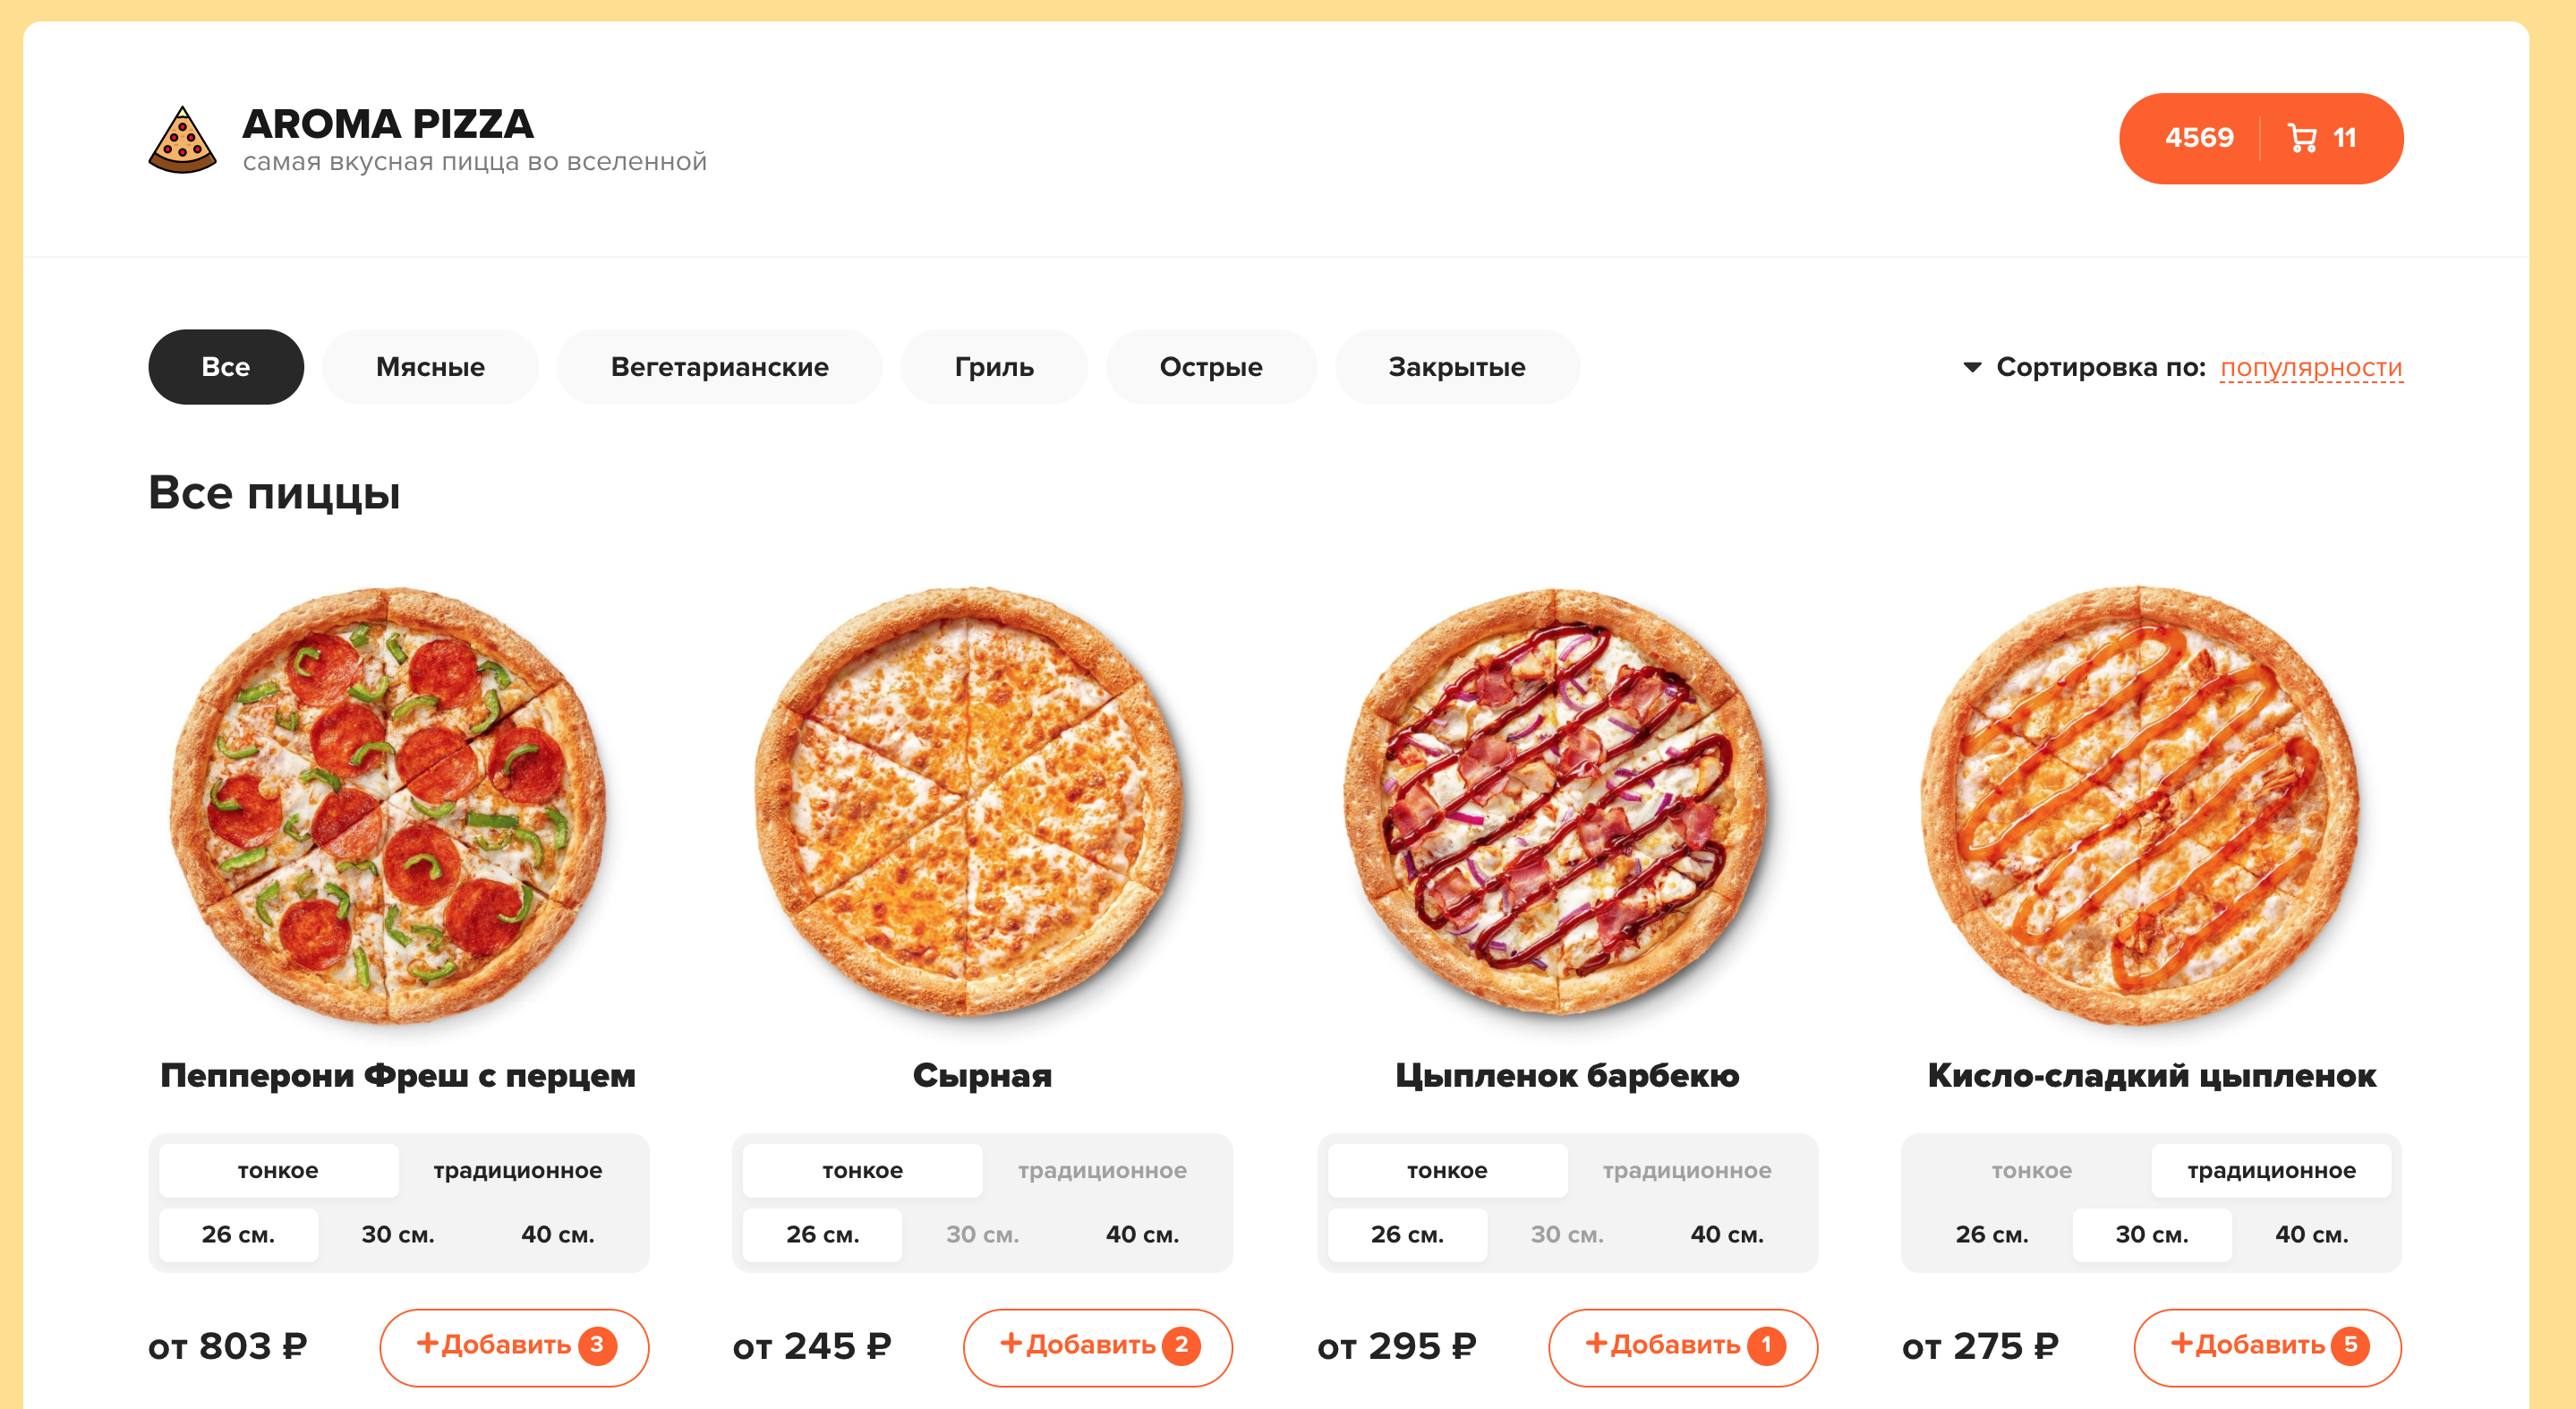 AROMA PIZZA
самая вкусная пицца во вселенной
4569 11
Все Мясные Вегетарианские Гриль Острые Закрытые Сортировка по: популярности
Все пиццы
Пепперони Фреш с перцем Сырная Цыпленок барбекю Кисло-сладкий цыпленок
тонкое традиционное тонкое традиционное тонкое традиционное тонкое традиционное
26 см. 30 см. 40 см. 26 см. 30 см. 40 см. 26 см. 30 см. 40 см. 26 см. 30 см. 40 см.
от 803 ₽ +Добавить 3 от 245 ₽ +Добавить 2 от 295 ₽ +Добавить 1 от 275 ₽ +Добавить 5